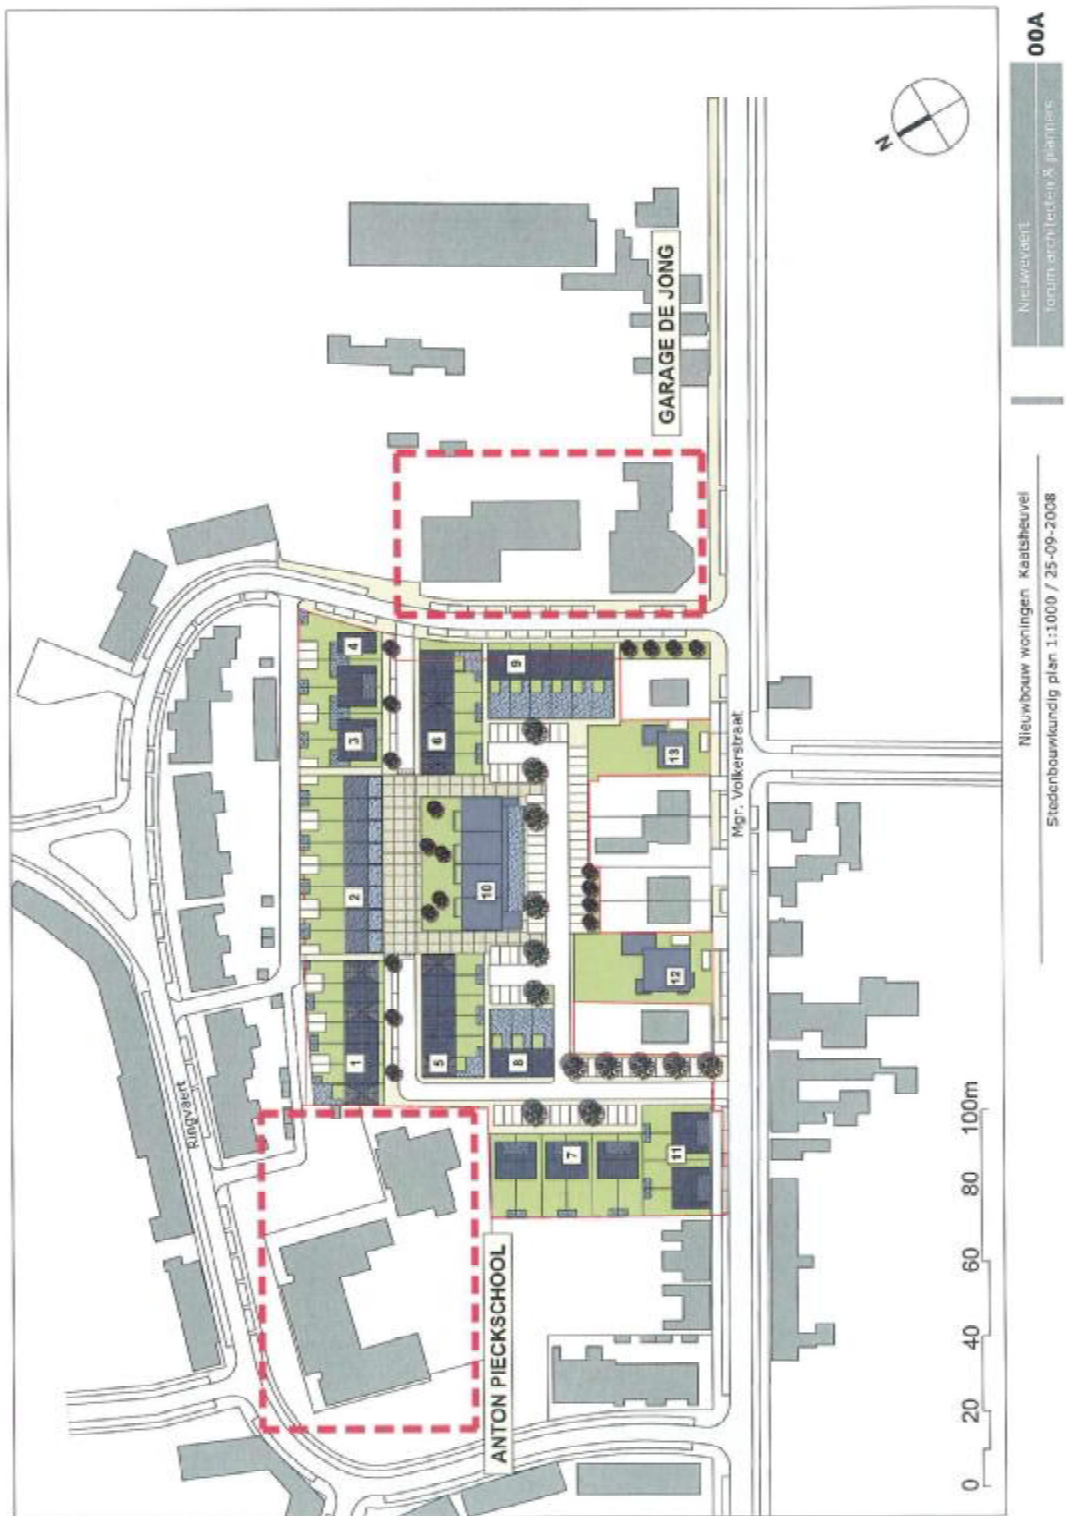 00A
Nieuwevaert
forum architecten & planners
Nieuwbouw woningen Kaatsheuvel
Stedenbouwkundig plan 1:1000 / 25-09-2008
N
GARAGE DE JONG
ANTON PIECKSCHOOL
Ringvaert
Mgr. Volkerstraat
1
2
3
4
5
6
7
8
9
10
11
12
13
0 20 40 60 80 100m